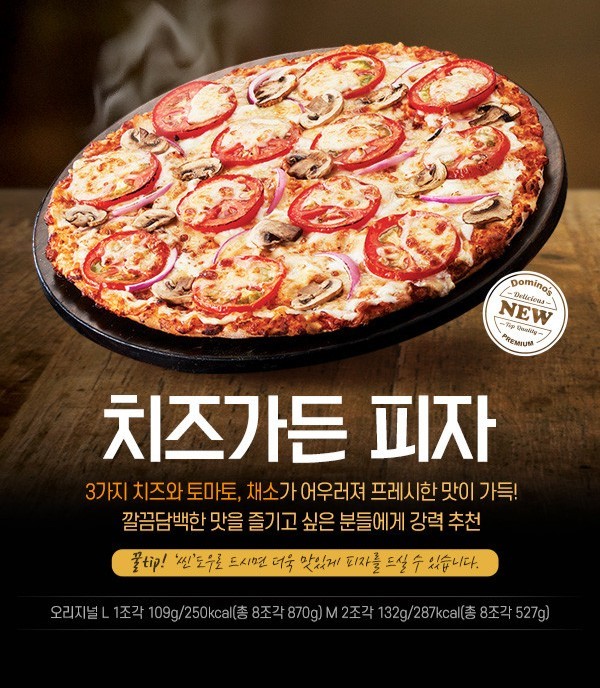 Domino's
Delicious
NEW
Top Quality
PREMIUM
치즈가든 피자
3가지 치즈와 토마토, 채소가 어우러져 프레시한 맛이 가득!
깔끔담백한 맛을 즐기고 싶은 분들에게 강력 추천
꿀tip! '씬'도우로 드시면 더욱 맛있게 피자를 드실 수 있습니다.
오리지널 L 1조각 109g/250kcal(총 8조각 870g) M 2조각 132g/287kcal(총 8조각 527g)